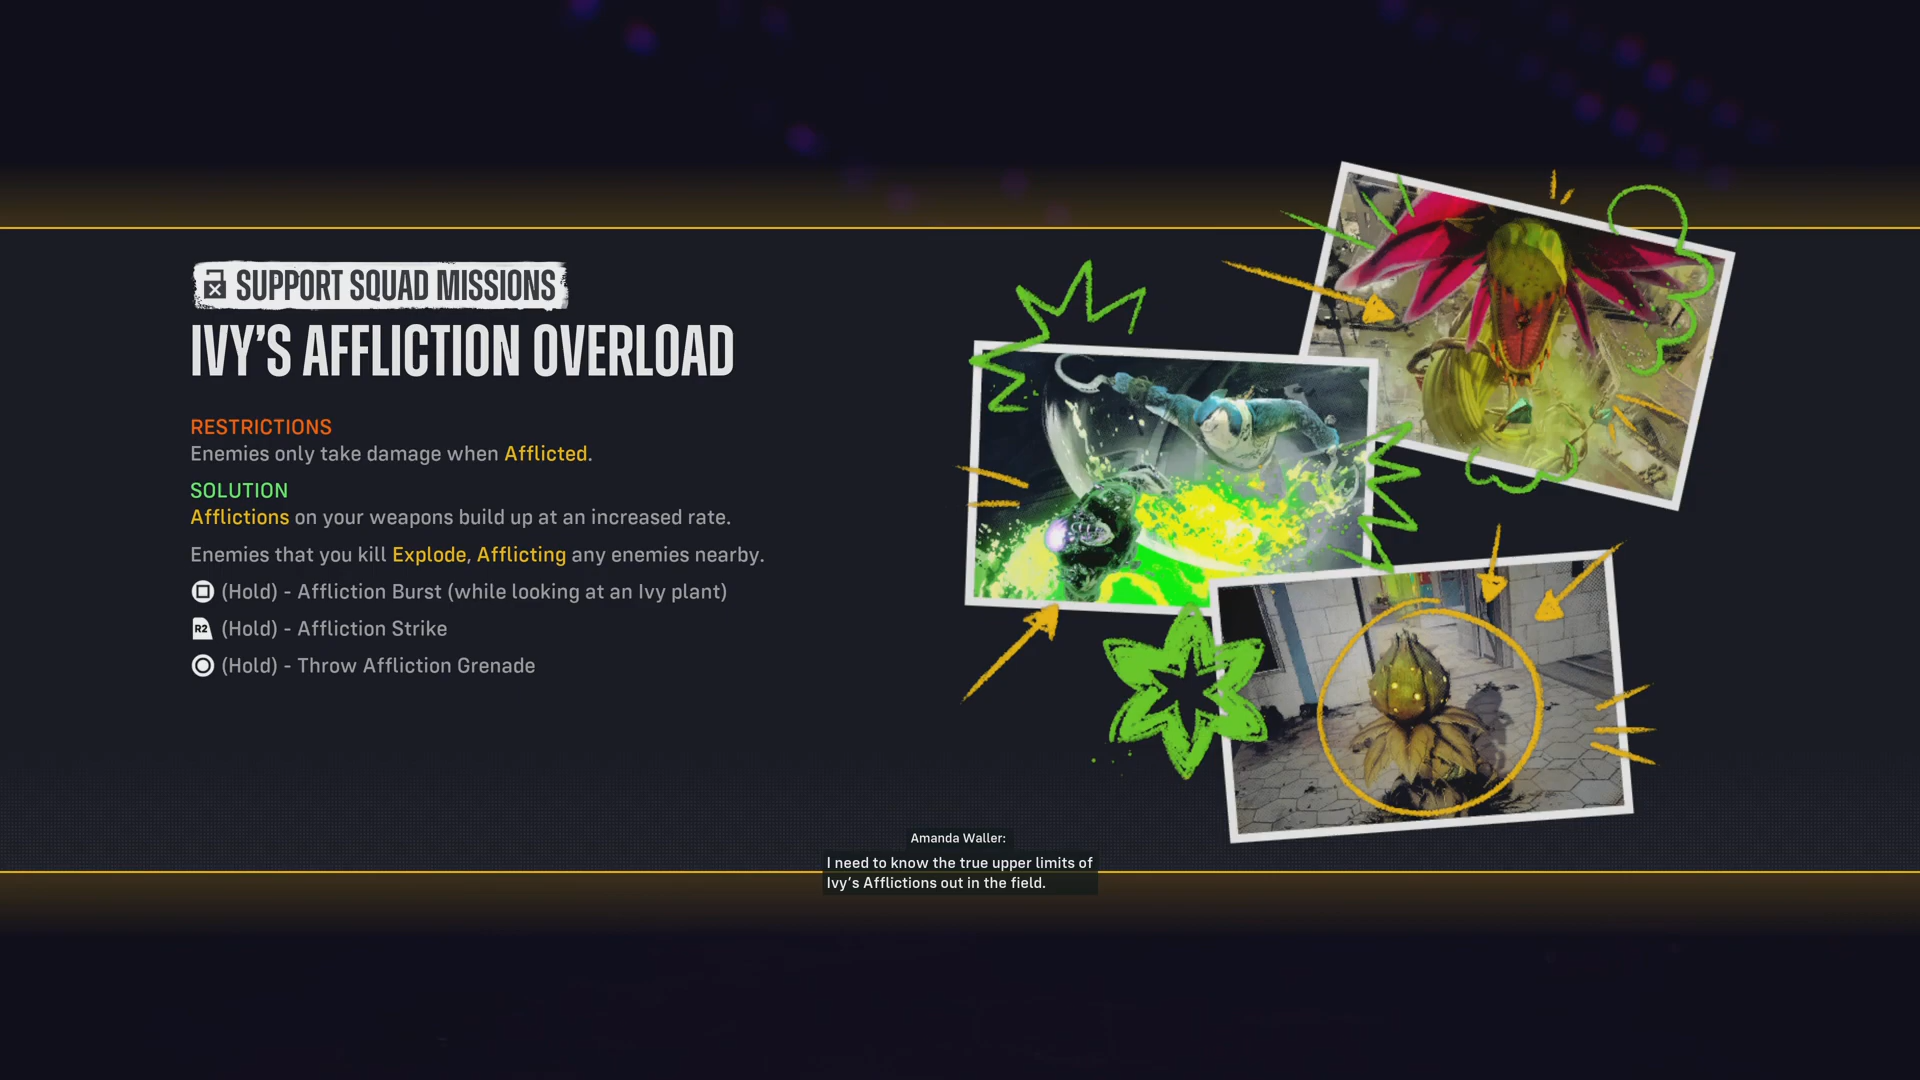 SUPPORT SQUAD MISSIONS
IVY'S AFFLICTION OVERLOAD
RESTRICTIONS
Enemies only take damage when Afflicted.
SOLUTION
Afflictions on your weapons build up at an increased rate.
Enemies that you kill Explode, Afflicting any enemies nearby.
(Hold) - Affliction Burst (while looking at an Ivy plant)
R2 (Hold) - Affliction Strike
(Hold) - Throw Affliction Grenade
Amanda Waller:
I need to know the true upper limits of
Ivy's Afflictions out in the field.